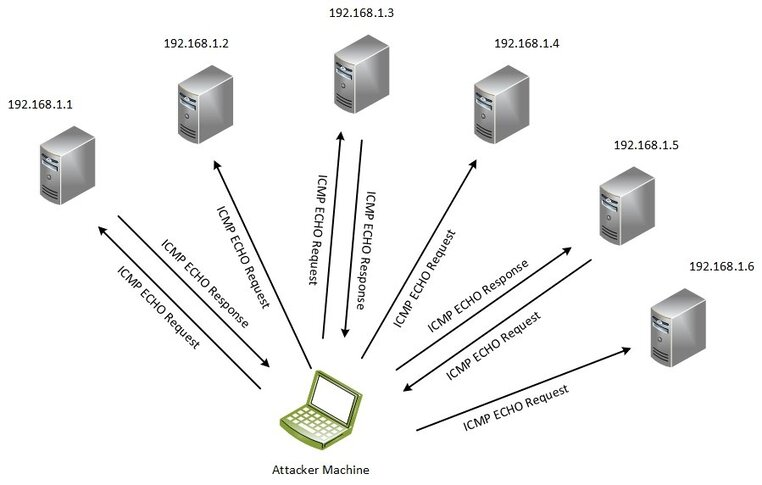 192.168.1.3
192.168.1.2
192.168.1.4
192.168.1.1
192.168.1.5
192.168.1.6
ICMP ECHO Request
ICMP ECHO Response
ICMP ECHO Request
ICMP ECHO Request
ICMP ECHO Response
ICMP ECHO Request
ICMP ECHO Response
ICMP ECHO Request
ICMP ECHO Request
Attacker Machine